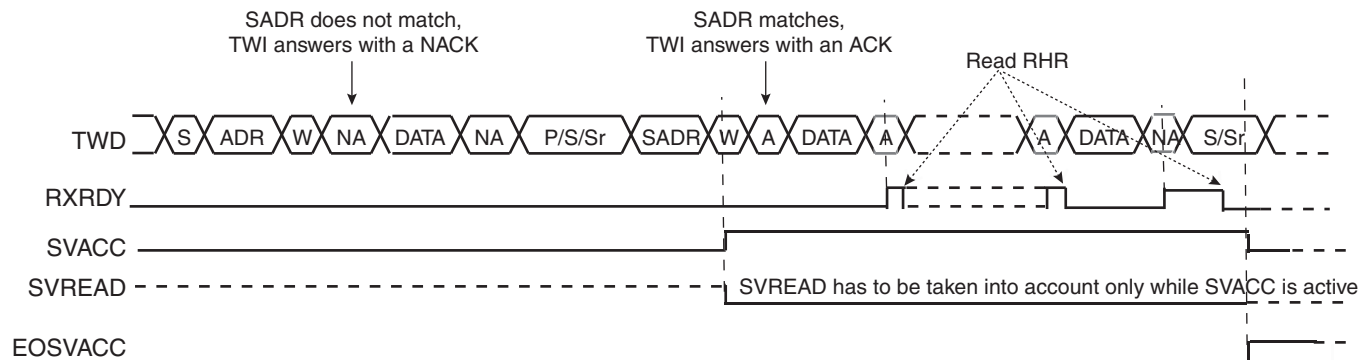 SADR does not match,
TWI answers with a NACK
SADR matches,
TWI answers with an ACK
Read RHR
TWD S ADR W NA DATA NA P/S/Sr SADR W A DATA A A DATA NA S/Sr
RXRDY
SVACC
SVREAD SVREAD has to be taken into account only while SVACC is active
EOSVACC